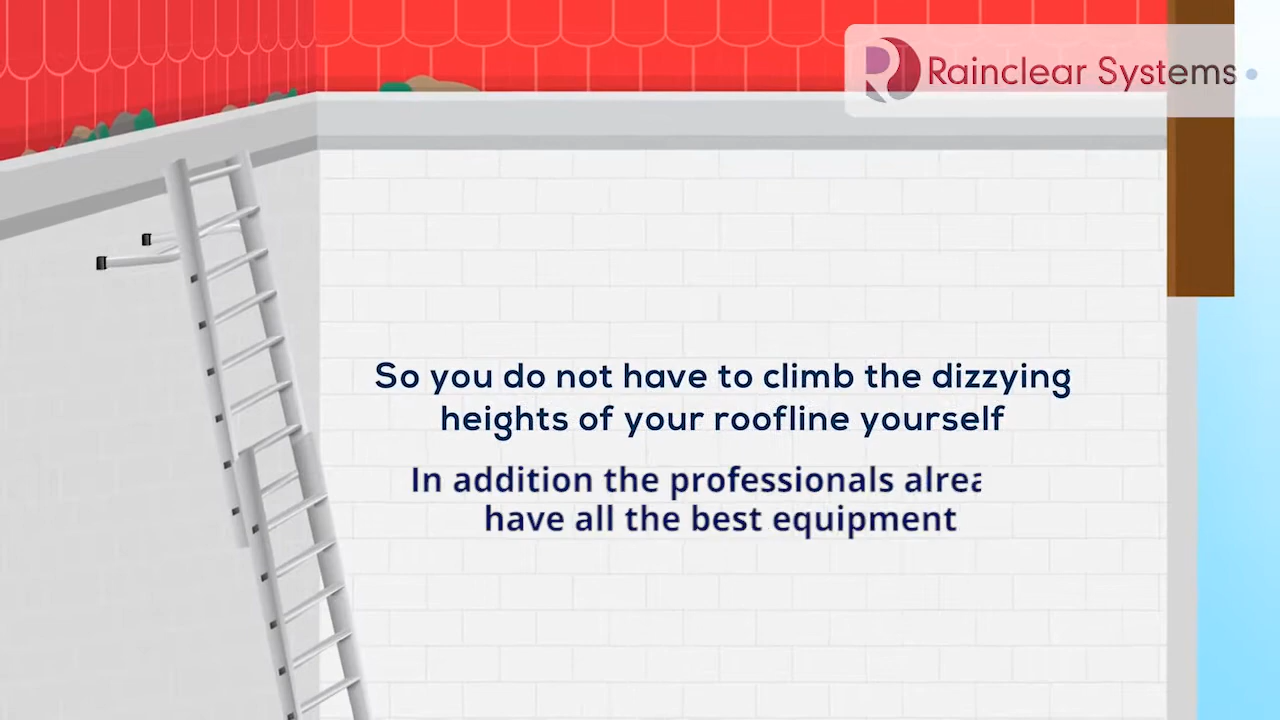 Rainclear Systems
So you do not have to climb the dizzying
heights of your roofline yourself
In addition the professionals
have all the best equipment